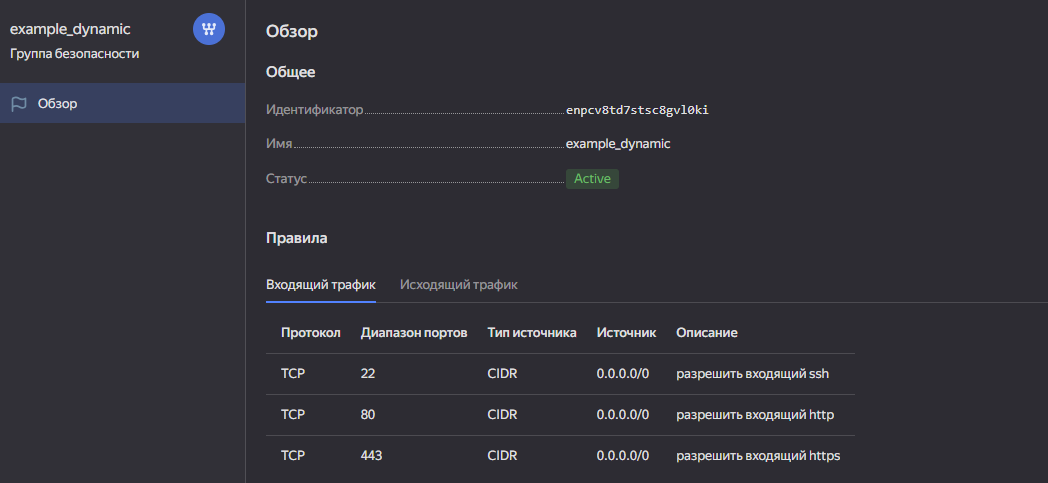 example_dynamic
Группа безопасности
Обзор
Обзор
Общее
Идентификатор enpcv8td7stsc8gvl0ki
Имя example_dynamic
Статус Active
Правила
Входящий трафик Исходящий трафик
Протокол Диапазон портов Тип источника Источник Описание
TCP 22 CIDR 0.0.0.0/0 разрешить входящий ssh
TCP 80 CIDR 0.0.0.0/0 разрешить входящий http
TCP 443 CIDR 0.0.0.0/0 разрешить входящий https